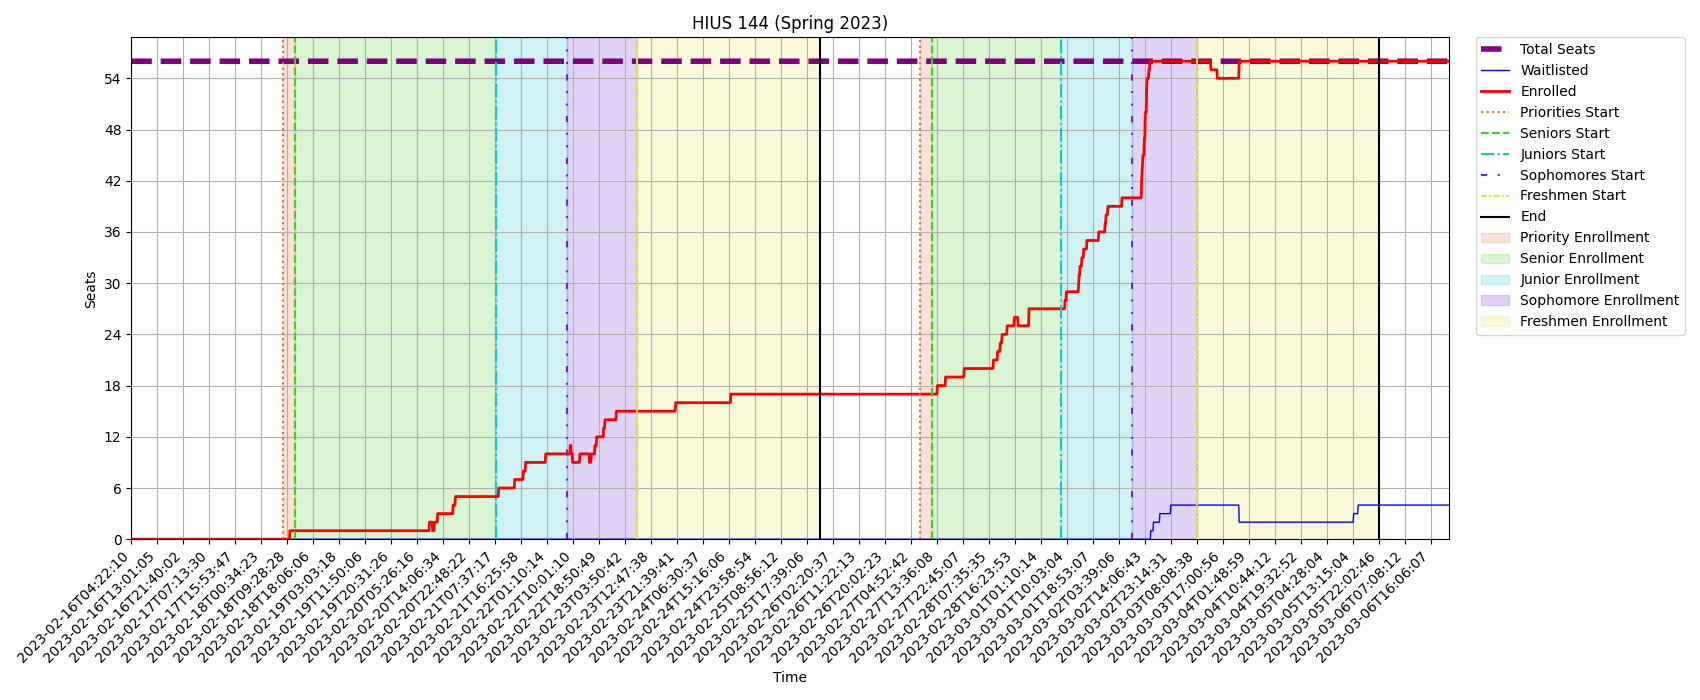 HIUS 144 (Spring 2023)
Seats
54
48
42
36
30
24
18
12
6
0
2023-02-16T04:22:10
2023-02-16T13:01:05
2023-02-16T21:40:02
2023-02-17T07:13:30
2023-02-17T15:53:47
2023-02-18T00:34:23
2023-02-18T09:28:28
2023-02-18T18:06:06
2023-02-19T03:03:18
2023-02-19T11:50:06
2023-02-19T20:31:26
2023-02-20T05:26:16
2023-02-20T14:06:34
2023-02-20T22:48:22
2023-02-21T07:37:17
2023-02-21T16:25:58
2023-02-22T01:10:14
2023-02-22T10:01:10
2023-02-22T18:50:49
2023-02-23T03:50:42
2023-02-23T12:47:38
2023-02-23T21:39:41
2023-02-24T06:30:37
2023-02-24T15:16:06
2023-02-24T23:58:54
2023-02-25T08:56:12
2023-02-25T17:39:06
2023-02-26T02:20:37
2023-02-26T11:22:13
2023-02-26T20:02:23
2023-02-27T04:52:42
2023-02-27T13:36:08
2023-02-27T22:45:07
2023-02-28T07:35:35
2023-02-28T16:23:53
2023-03-01T01:10:14
2023-03-01T10:03:04
2023-03-01T18:53:07
2023-03-02T03:39:06
2023-03-02T14:06:43
2023-03-02T23:14:31
2023-03-03T08:08:38
2023-03-03T17:00:56
2023-03-04T01:48:59
2023-03-04T10:44:12
2023-03-04T19:32:52
2023-03-05T04:28:04
2023-03-05T13:15:04
2023-03-05T22:02:46
2023-03-06T07:08:12
2023-03-06T16:06:07
Time
Total Seats
Waitlisted
Enrolled
Priorities Start
Seniors Start
Juniors Start
Sophomores Start
Freshmen Start
End
Priority Enrollment
Senior Enrollment
Junior Enrollment
Sophomore Enrollment
Freshmen Enrollment